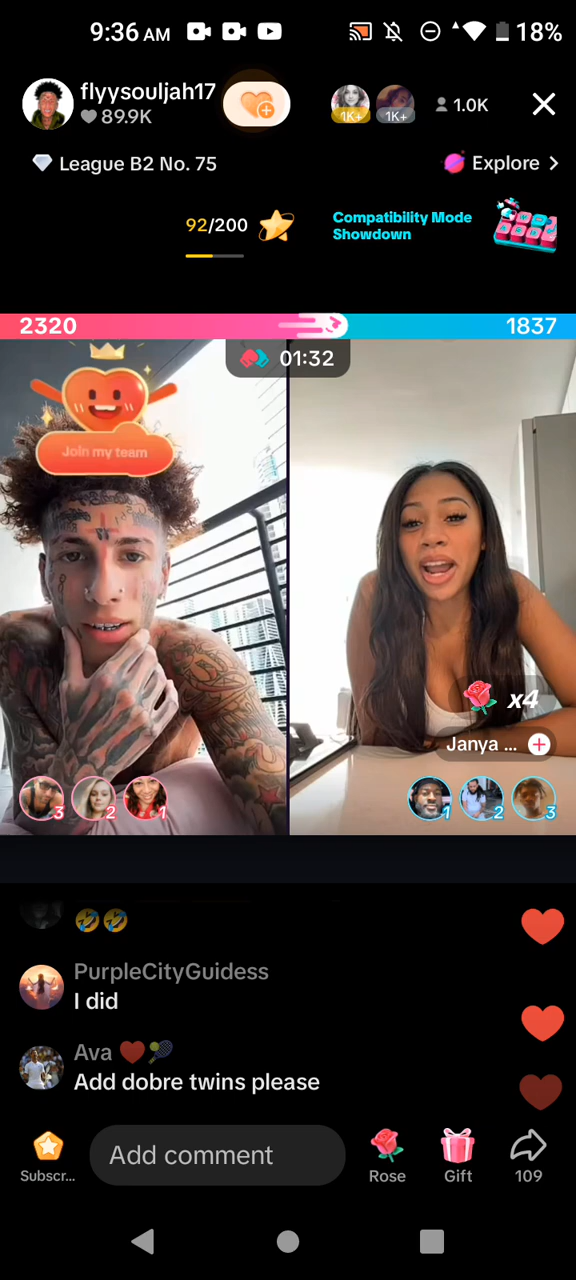 9:36 AM
18%
flyysouljah17
89.9K
1K+
1K+
1.0K
League B2 No. 75
Explore >
92/200
Compatibility Mode
Showdown
2320
1837
01:32
Join my team
x4
Janya ...
3
2
1
1
2
3
🤣🤣
PurpleCityGuidess
I did
Ava ❤️🎾
Add dobre twins please
Add comment
Subscr...
Rose
Gift
109